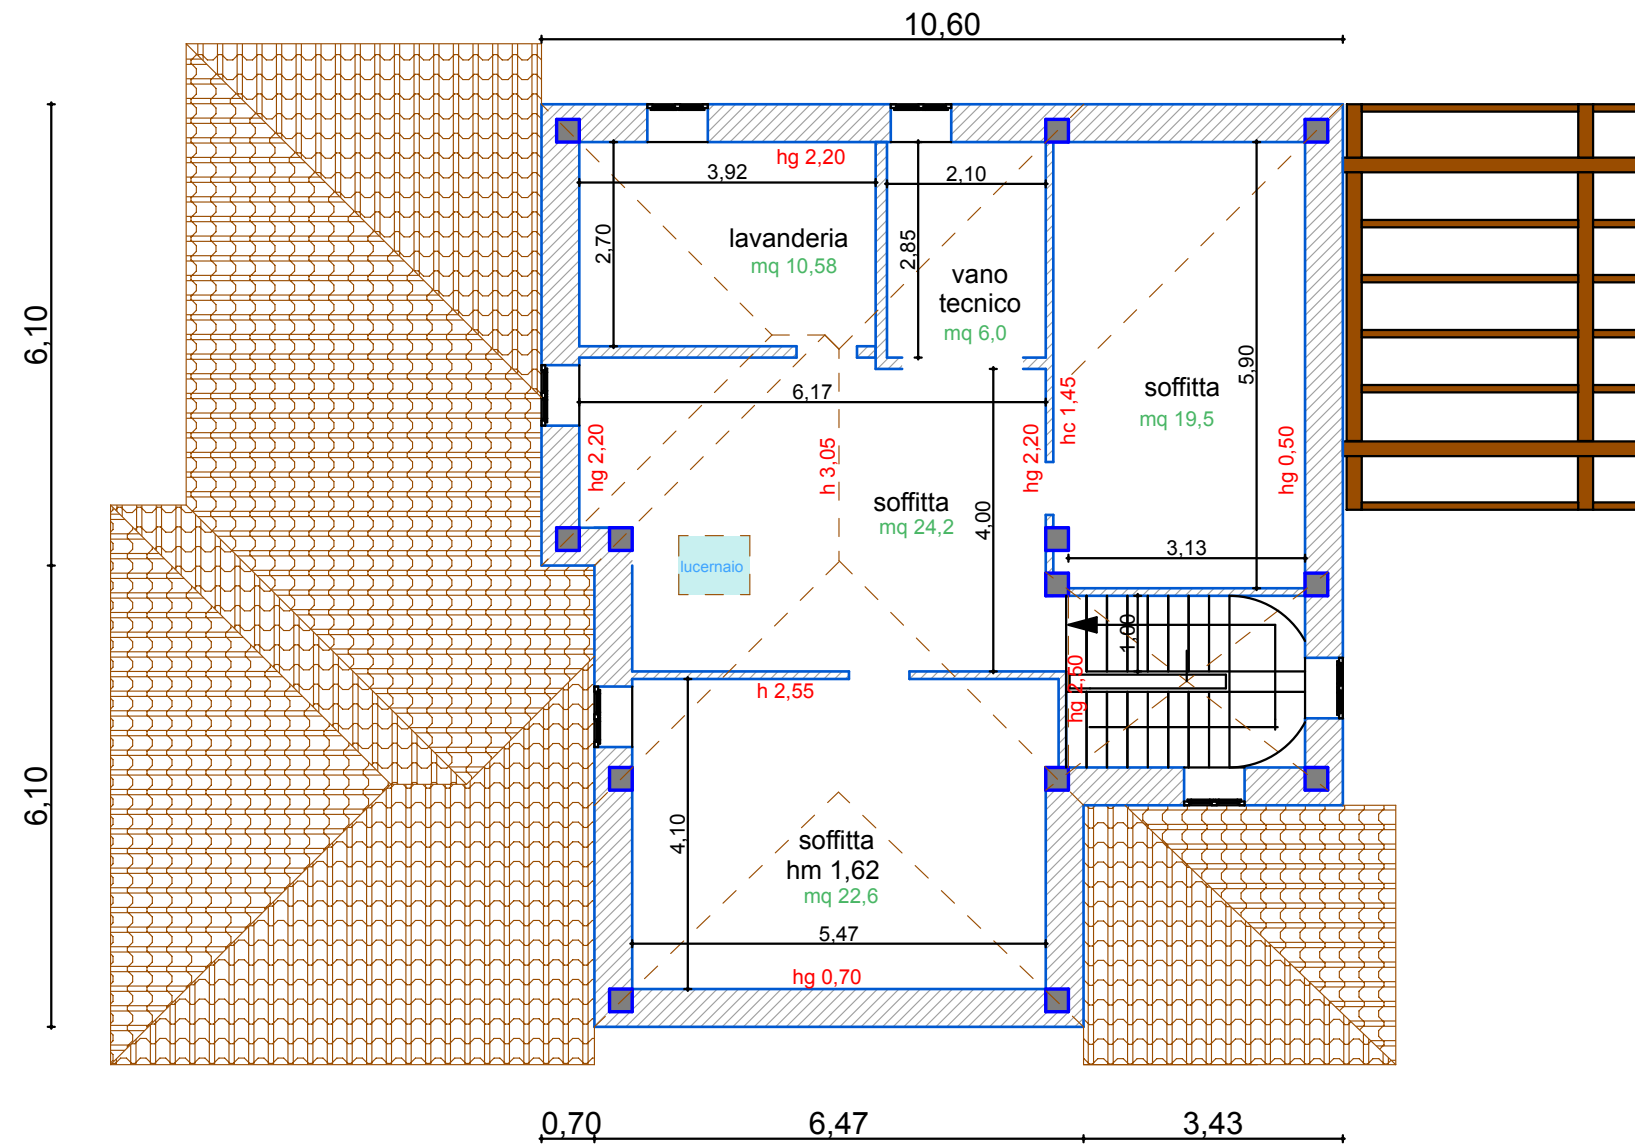 10,60
hg 2,20
3,92
2,10
2,70
lavanderia
mq 10,58
2,85
vano
tecnico
mq 6,0
6,10
5,90
6,17
hc 1,45
soffitta
mq 19,5
hg 2,20
h 3,05
hg 2,20
hg 0,50
soffitta
mq 24,2
4,00
3,13
lucernaio
1,00
h 2,55
hg 2,50
6,10
4,10
soffitta
hm 1,62
mq 22,6
5,47
hg 0,70
0,70
6,47
3,43